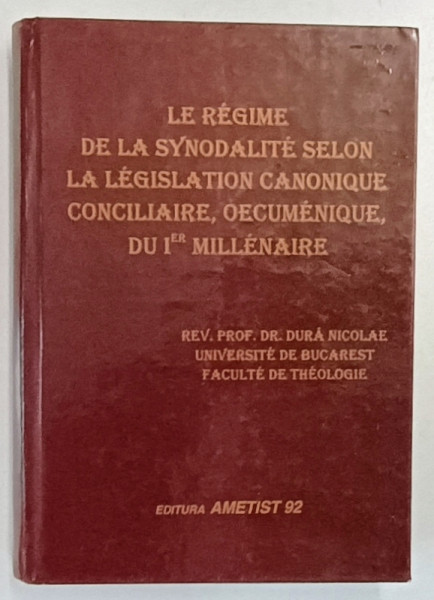 LE RÉGIME
DE LA SYNODALITÉ SELON
LA LÉGISLATION CANONIQUE
CONCILIAIRE, OECUMÉNIQUE,
DU IER MILLÉNAIRE
REV. PROF. DR. DURĂ NICOLAE
UNIVERSITÉ DE BUCAREST
FACULTÉ DE THÉOLOGIE
EDITURA AMETIST 92